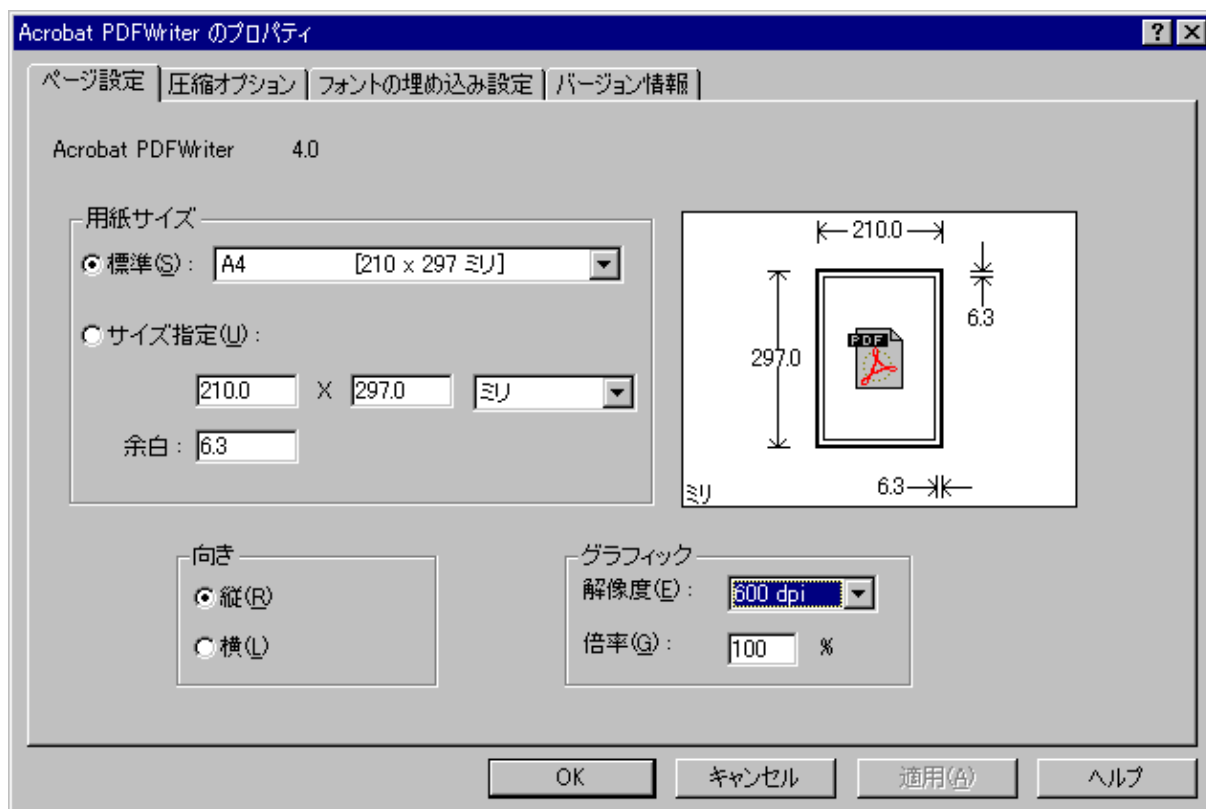 Acrobat PDFWriter のプロパティ
ページ設定 圧縮オプション フォントの埋め込み設定 バージョン情報
Acrobat PDFWriter 4.0
用紙サイズ
標準(S) : A4 [210 x 297 ミリ]
サイズ指定(U) :
210.0 X 297.0 ミリ
余白 : 6.3
210.0
6.3
297.0
PDF
6.3
ミリ
向き
縦(R)
横(L)
グラフィック
解像度(E) : 600 dpi
倍率(G) : 100 %
OK キャンセル 適用(A) ヘルプ